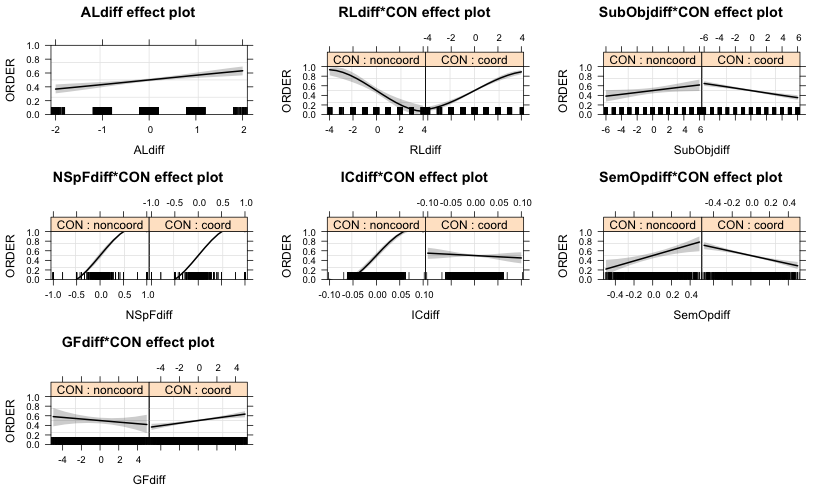 ALdiff effect plot
ORDER
1.0
0.8
0.6
0.4
0.2
0.0
-2 -1 0 1 2
ALdiff
RLdiff*CON effect plot
-4 -2 0 2 4
CON : noncoord CON : coord
ORDER
1.0
0.8
0.6
0.4
0.2
0.0
-4 -2 0 2 4
RLdiff
SubObjdiff*CON effect plot
-6 -4 -2 0 2 4 6
CON : noncoord CON : coord
ORDER
1.0
0.8
0.6
0.4
0.2
0.0
-6 -4 -2 0 2 4 6
SubObjdiff
NSpFdiff*CON effect plot
-1.0 -0.5 0.0 0.5 1.0
CON : noncoord CON : coord
ORDER
1.0
0.8
0.6
0.4
0.2
0.0
-1.0 -0.5 0.0 0.5 1.0
NSpFdiff
ICdiff*CON effect plot
-0.10 -0.05 0.00 0.05 0.10
CON : noncoord CON : coord
ORDER
1.0
0.8
0.6
0.4
0.2
0.0
-0.10 -0.05 0.00 0.05 0.10
ICdiff
SemOpdiff*CON effect plot
-0.4 -0.2 0.0 0.2 0.4
CON : noncoord CON : coord
ORDER
1.0
0.8
0.6
0.4
0.2
0.0
-0.4 -0.2 0.0 0.2 0.4
SemOpdiff
GFdiff*CON effect plot
-4 -2 0 2 4
CON : noncoord CON : coord
ORDER
1.0
0.8
0.6
0.4
0.2
0.0
-4 -2 0 2 4
GFdiff